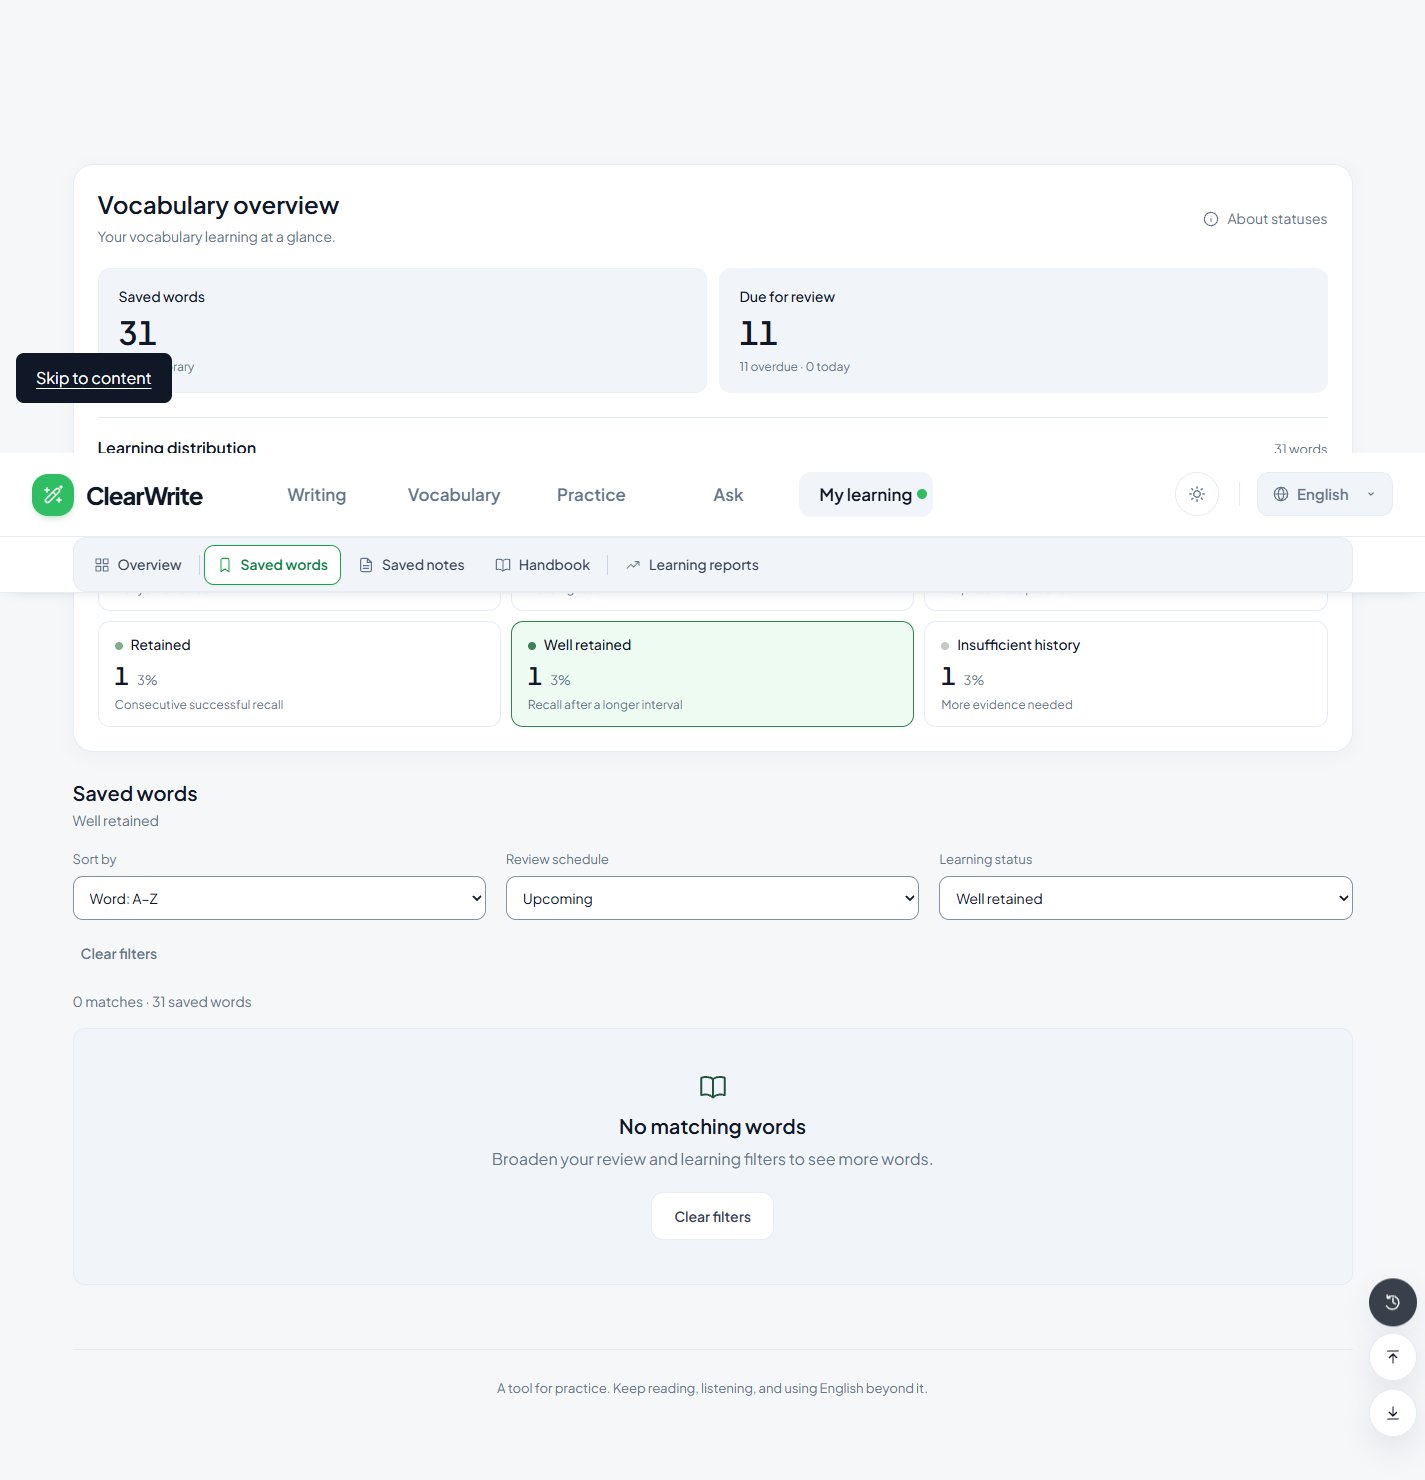 Vocabulary overview
Your vocabulary learning at a glance.
About statuses
Saved words
31
Due for review
11
11 overdue · 0 today
Skip to content
Learning distribution
31 words
ClearWrite
Writing
Vocabulary
Practice
Ask
My learning
English
Overview
Saved words
Saved notes
Handbook
Learning reports
Retained
1 3%
Consecutive successful recall
Well retained
1 3%
Recall after a longer interval
Insufficient history
1 3%
More evidence needed
Saved words
Well retained
Sort by
Word: A–Z
Review schedule
Upcoming
Learning status
Well retained
Clear filters
0 matches · 31 saved words
No matching words
Broaden your review and learning filters to see more words.
Clear filters
A tool for practice. Keep reading, listening, and using English beyond it.